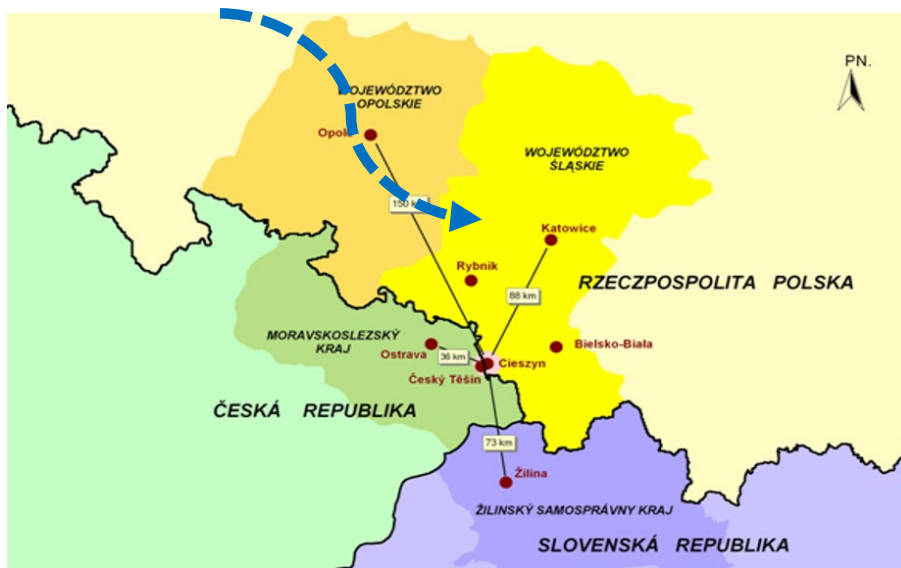 PN.
WOJEWÓDZTWO
OPOLSKIE
Opole
WOJEWÓDZTWO
ŚLĄSKIE
150 km
Katowice
Rybnik
RZECZPOSPOLITA POLSKA
88 km
MORAVSKOSLEZSKÝ
KRAJ
Ostrava
36 km
Bielsko-Biała
Cieszyn
Český Těšin
ČESKÁ REPUBLIKA
73 km
Žilina
ŽILINSKÝ SAMOSPRÁVNY KRAJ
SLOVENSKÁ REPUBLIKA